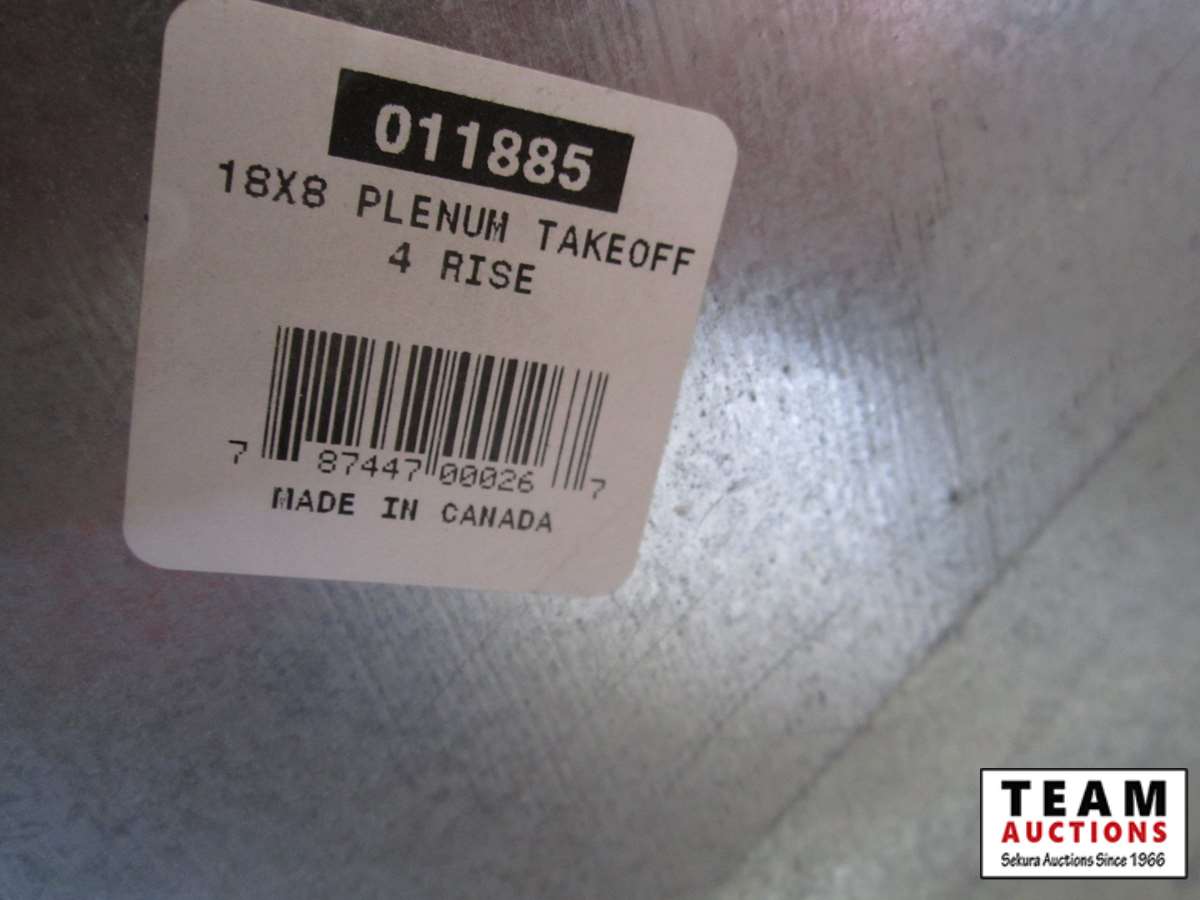 011885
18X8 PLENUM TAKEOFF
4 RISE
7 87447 00026 7
MADE IN CANADA
TEAM
AUCTIONS
Sekura Auctions Since 1966